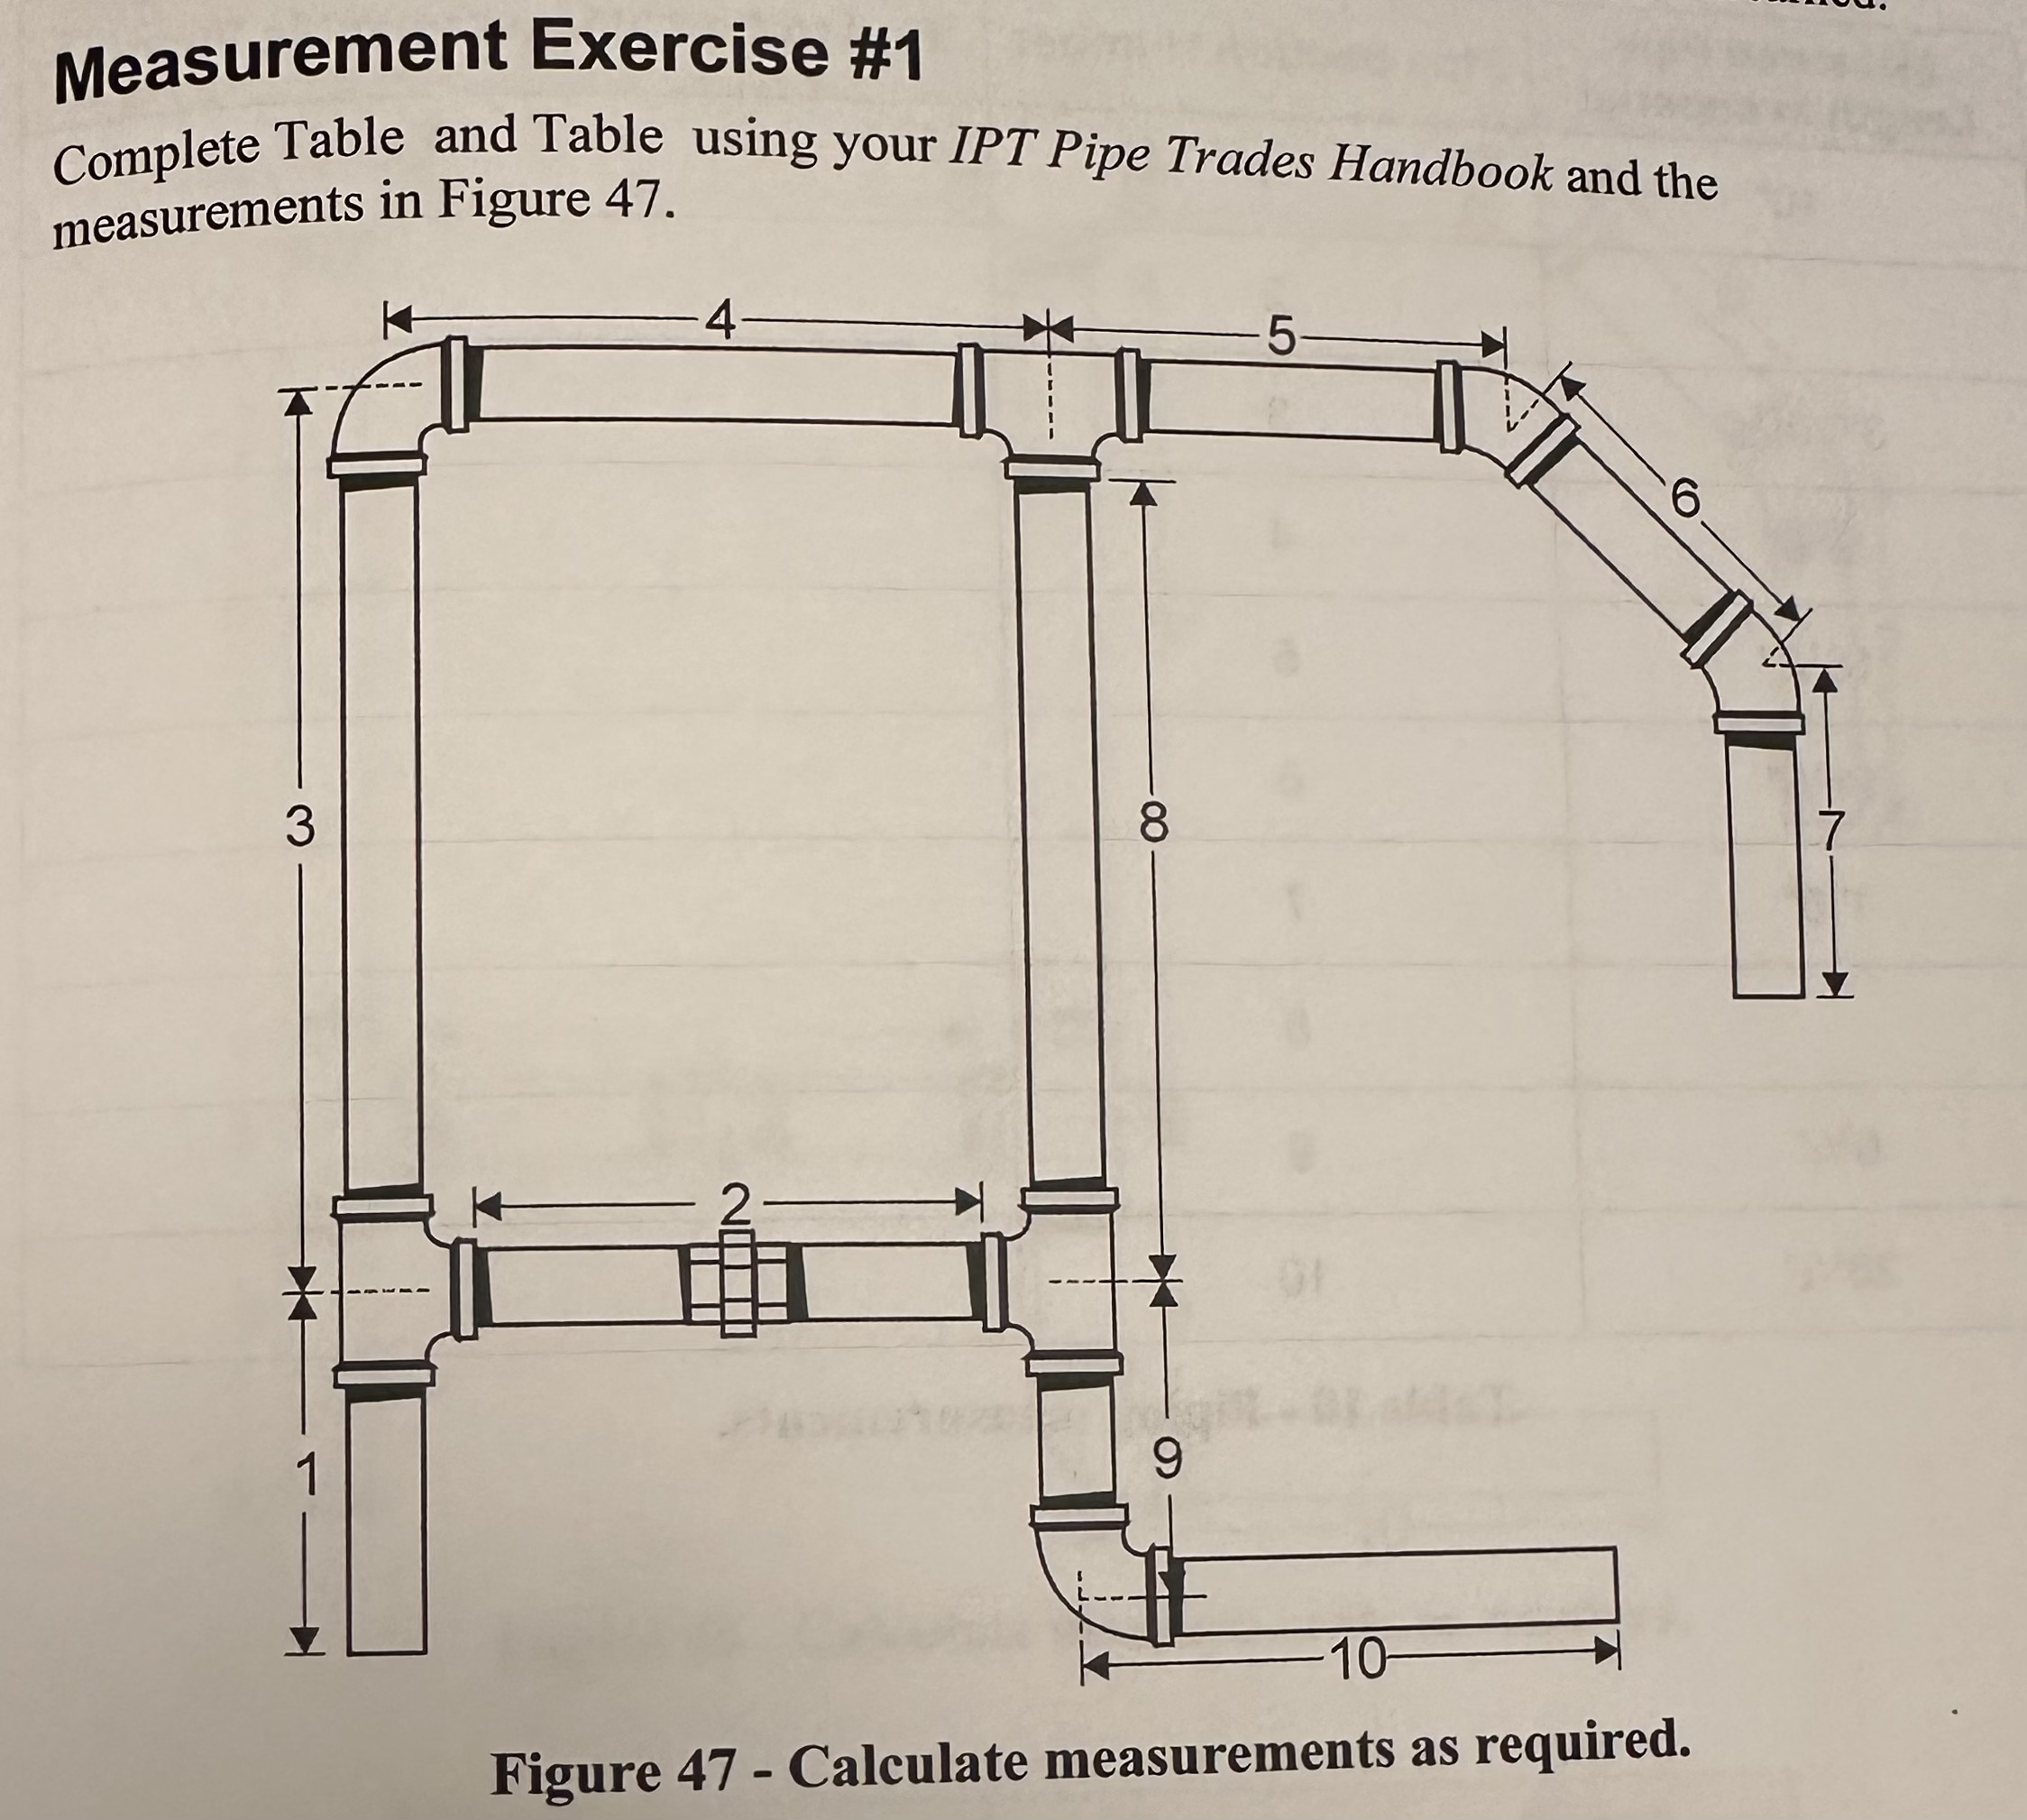 Measurement Exercise #1
Complete Table and Table using your IPT Pipe Trades Handbook and the
measurements in Figure 47.
4
5
6
3
8
7
2
1
9
10
Figure 47 - Calculate measurements as required.